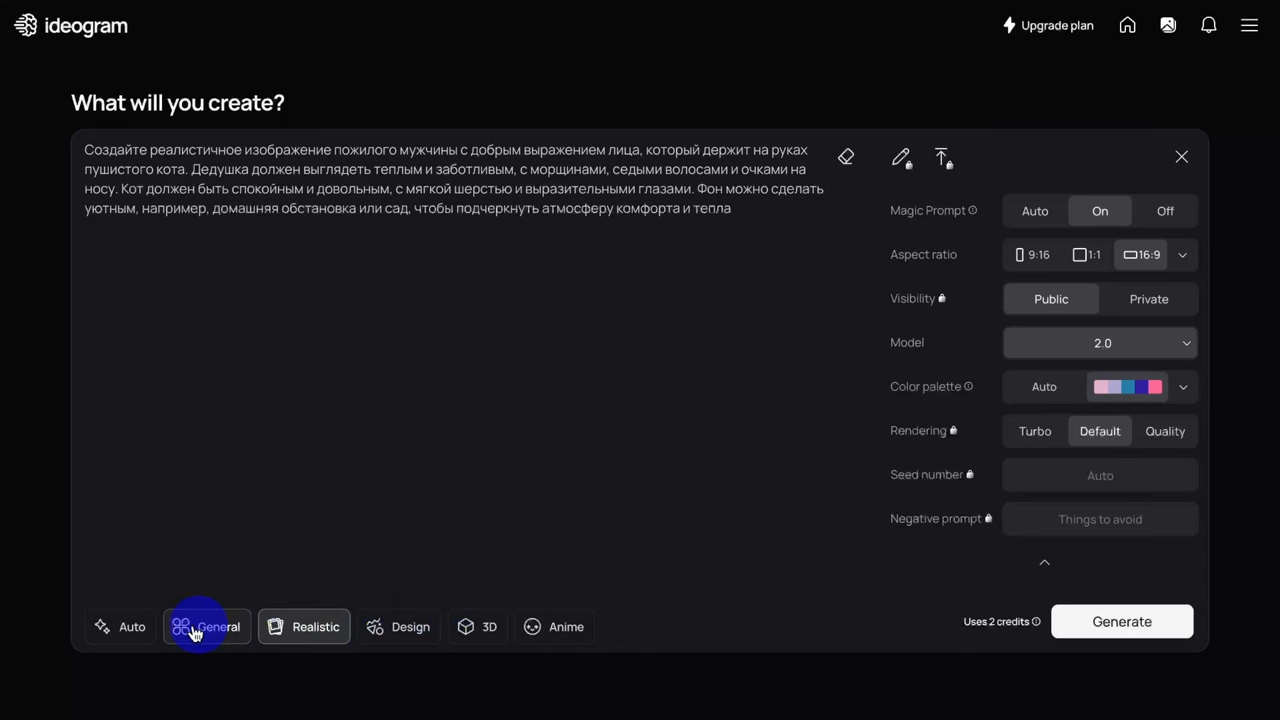 ideogram
Upgrade plan
What will you create?
Создайте реалистичное изображение пожилого мужчины с добрым выражением лица, который держит на руках
пушистого кота. Дедушка должен выглядеть теплым и заботливым, с морщинами, седыми волосами и очками на
носу. Кот должен быть спокойным и довольным, с мягкой шерстью и выразительными глазами. Фон можно сделать
уютным, например, домашняя обстановка или сад, чтобы подчеркнуть атмосферу комфорта и тепла
Magic Prompt Auto On Off
Aspect ratio 9:16 1:1 16:9
Visibility Public Private
Model 2.0
Color palette Auto
Rendering Turbo Default Quality
Seed number Auto
Negative prompt Things to avoid
Auto General Realistic Design 3D Anime
Uses 2 credits Generate